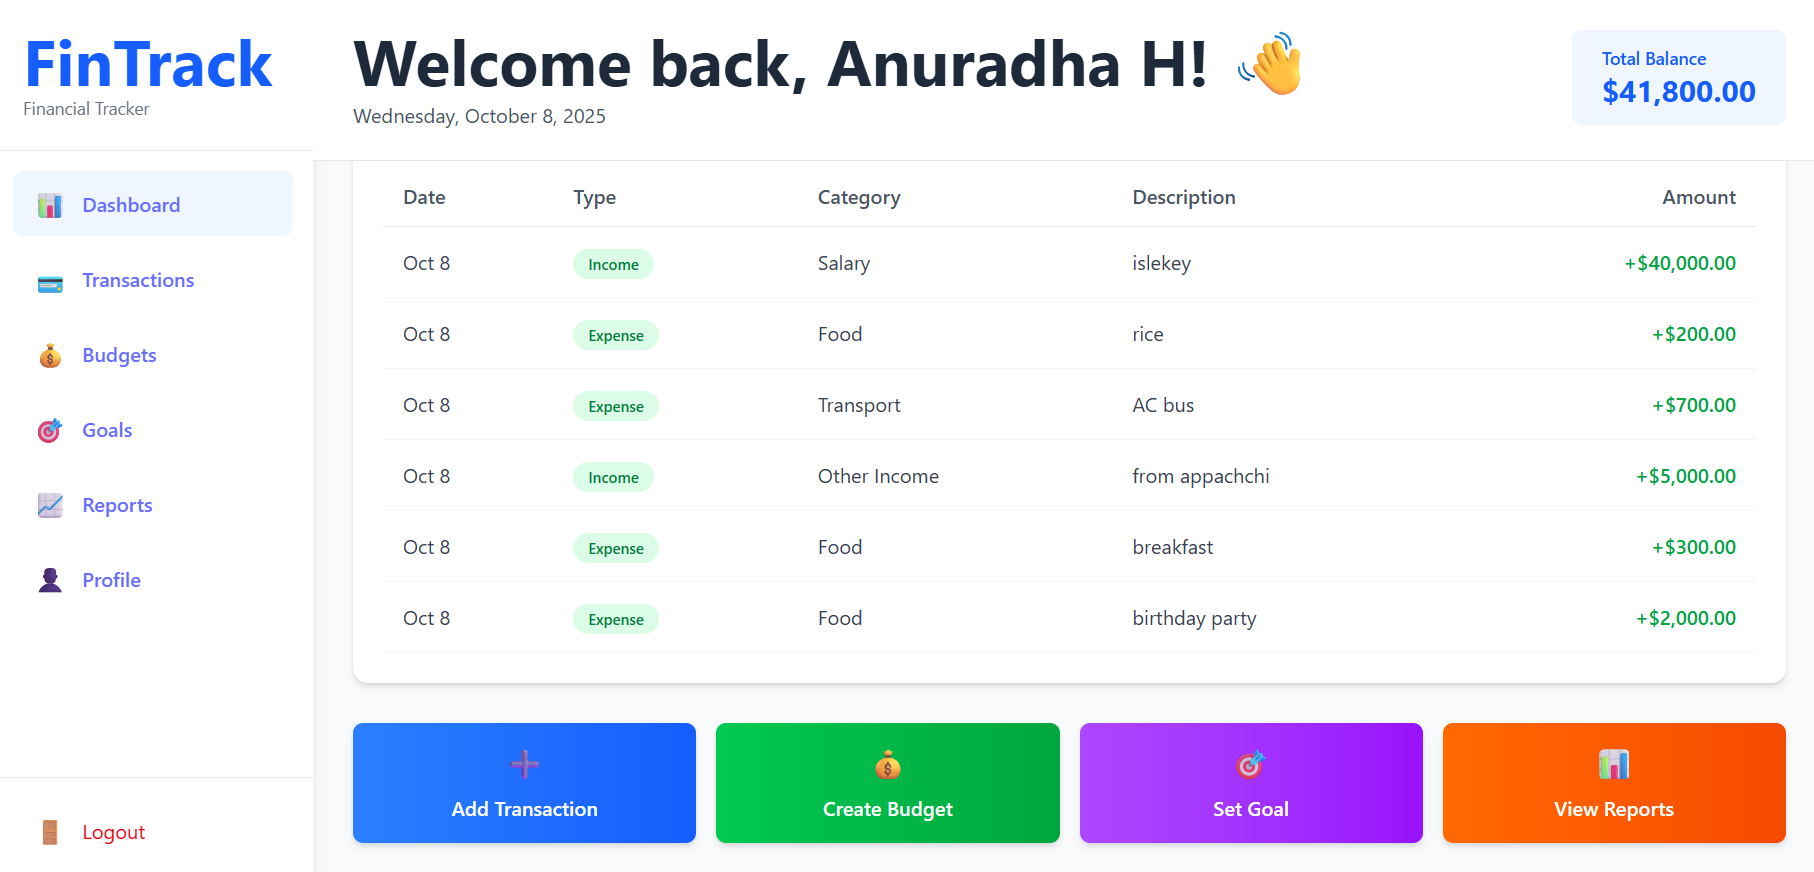 FinTrack
Financial Tracker
Dashboard
Transactions
Budgets
Goals
Reports
Profile
Logout
Welcome back, Anuradha H! 👋
Wednesday, October 8, 2025
Total Balance
$41,800.00
Date Type Category Description Amount
Oct 8 Income Salary islekey +$40,000.00
Oct 8 Expense Food rice +$200.00
Oct 8 Expense Transport AC bus +$700.00
Oct 8 Income Other Income from appachchi +$5,000.00
Oct 8 Expense Food breakfast +$300.00
Oct 8 Expense Food birthday party +$2,000.00
Add Transaction
Create Budget
Set Goal
View Reports